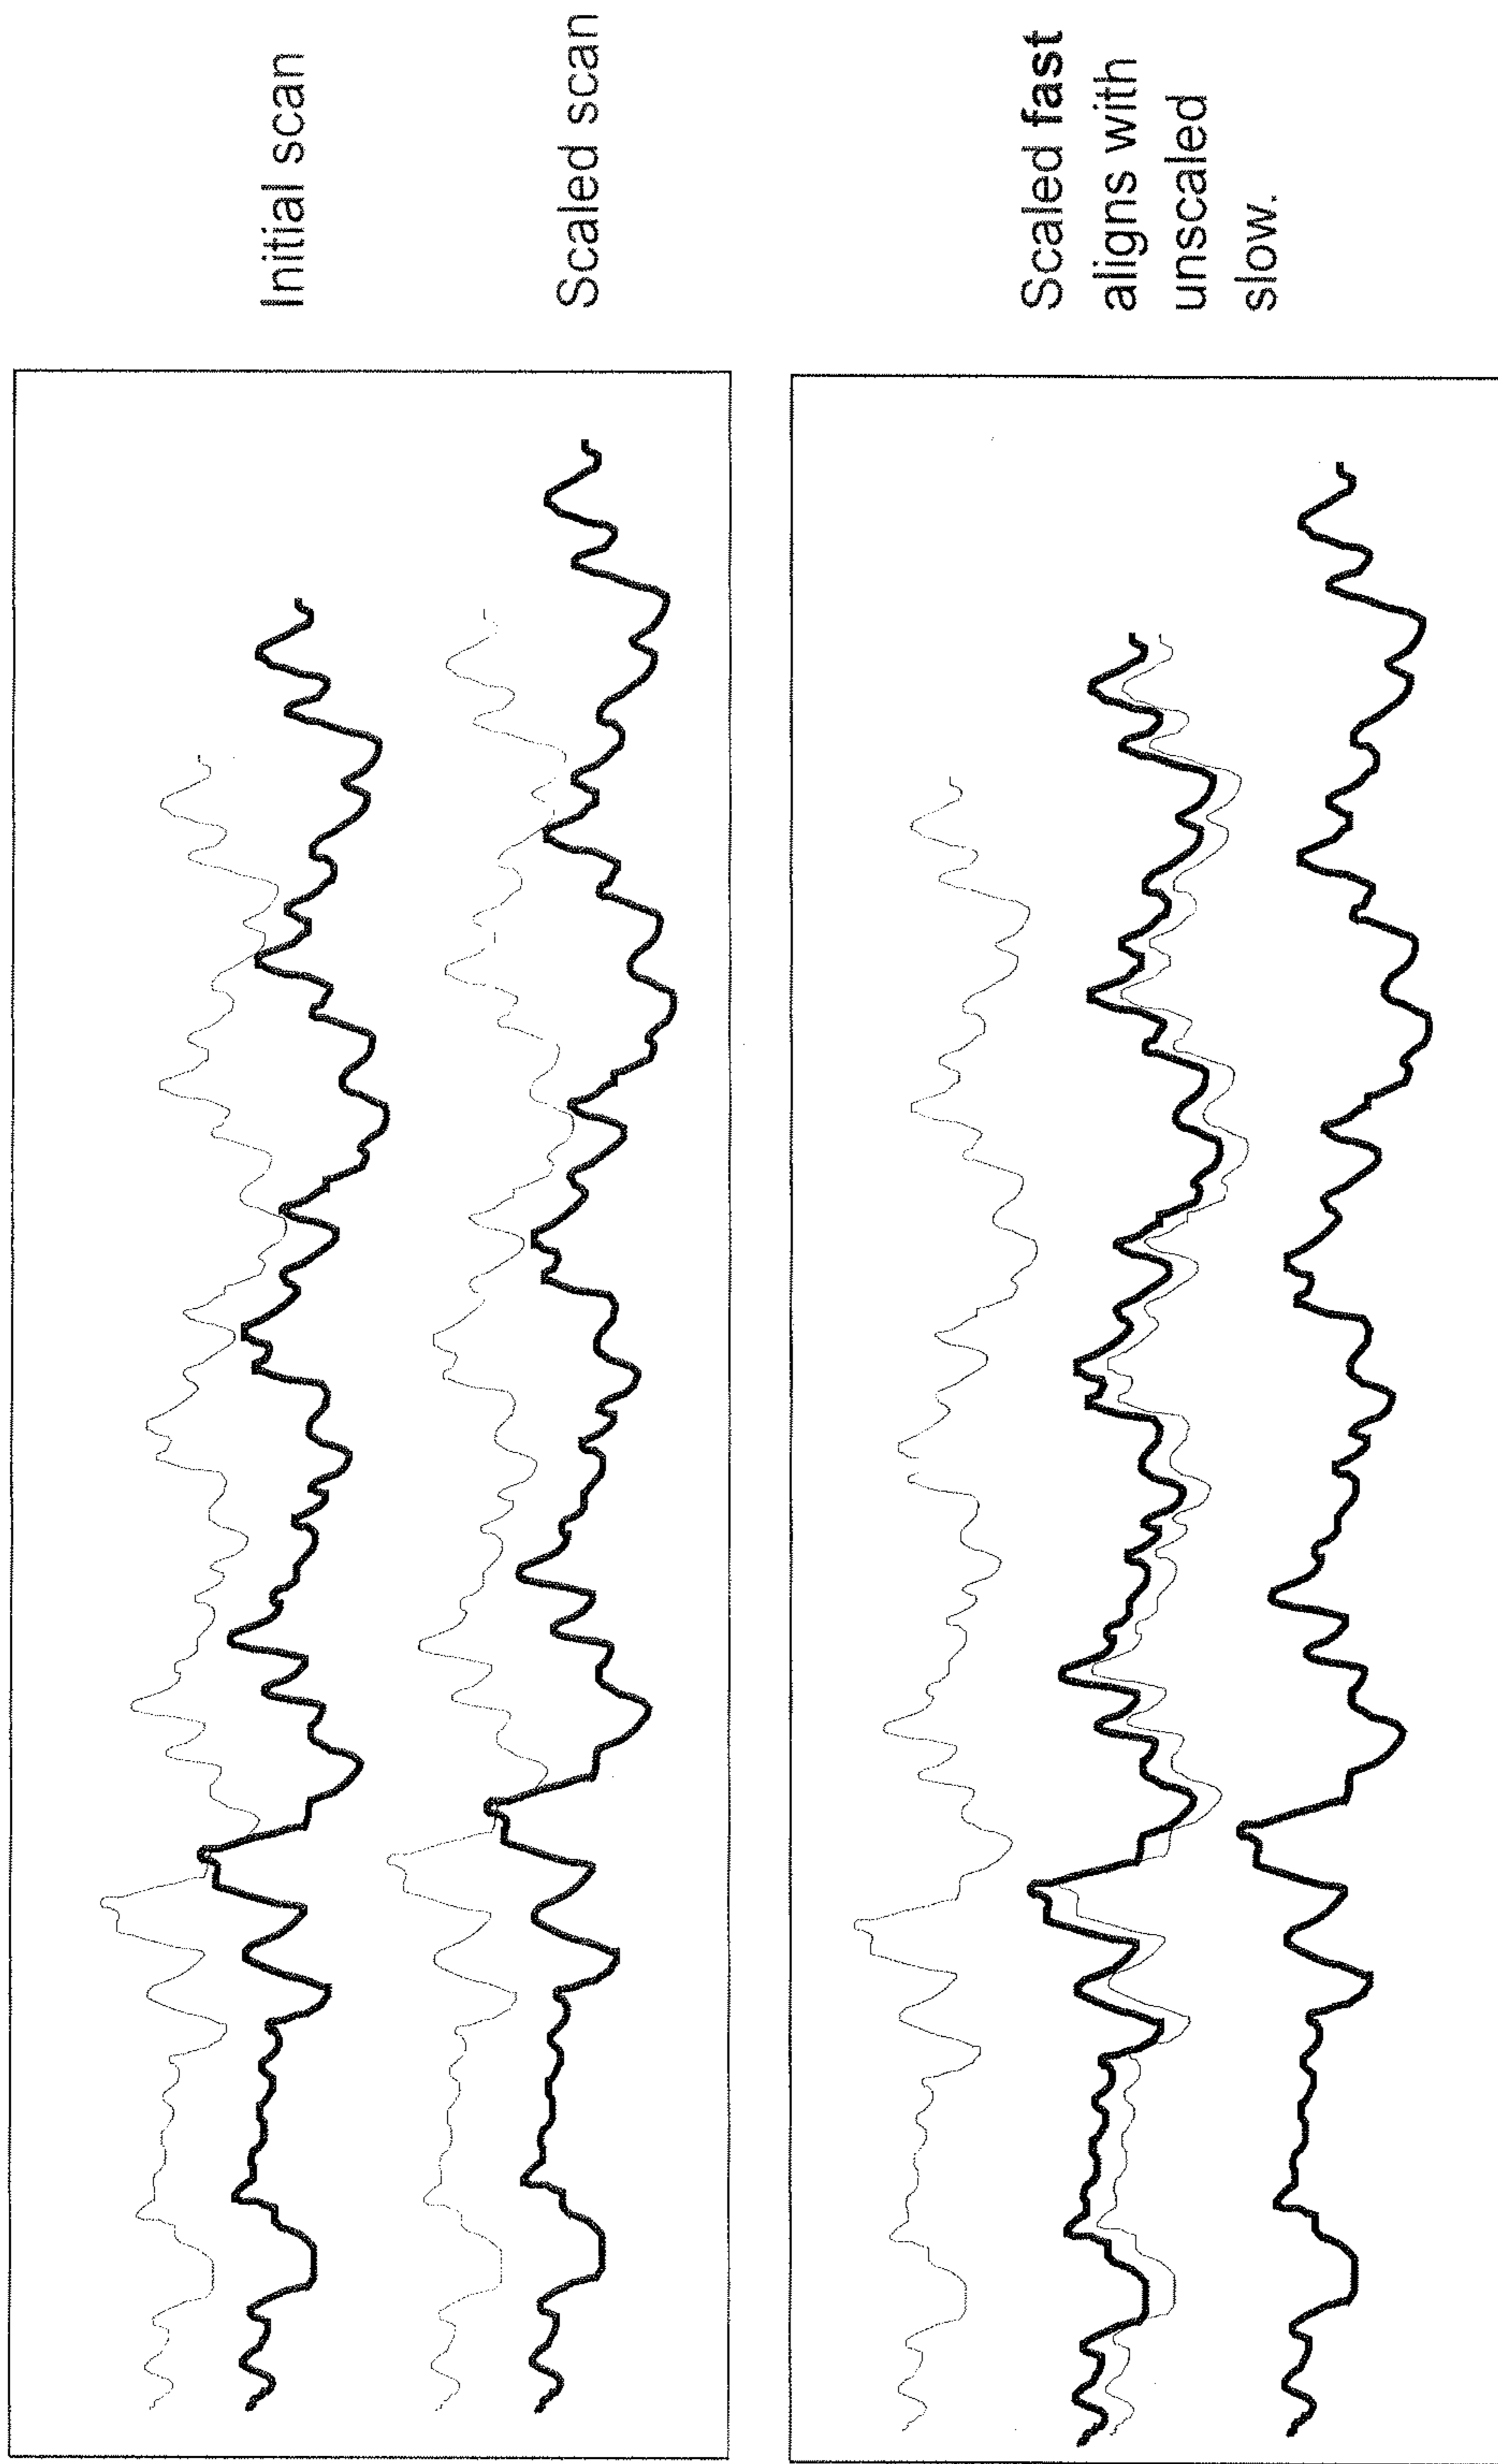 Initial scan
Scaled scan
Scaled fast
aligns with
unscaled
slow.